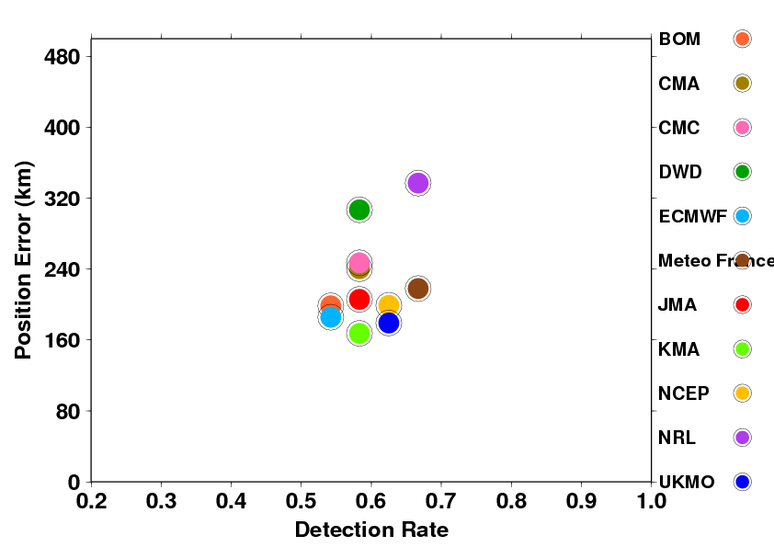 480
400
320
240
160
80
0
Position Error (km)
0.2 0.3 0.4 0.5 0.6 0.7 0.8 0.9 1.0
Detection Rate
BOM
CMA
CMC
DWD
ECMWF
Meteo France
JMA
KMA
NCEP
NRL
UKMO